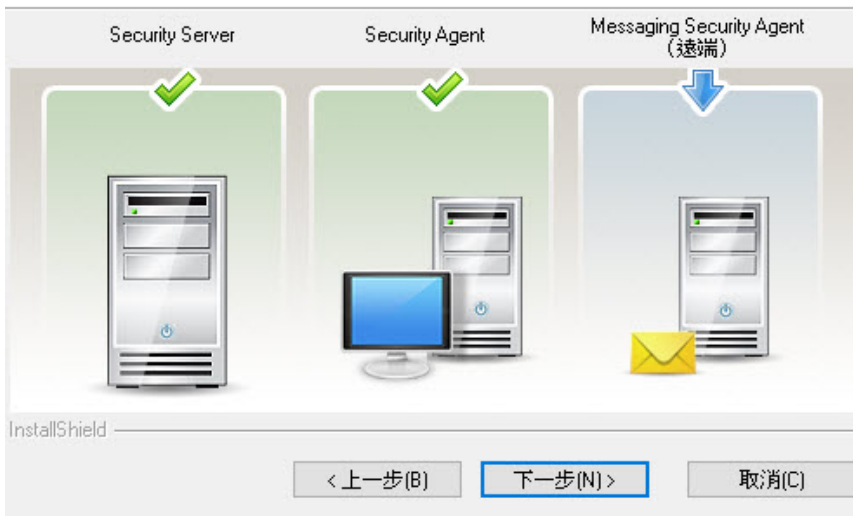 Security Server
Security Agent
Messaging Security Agent
（遠端）
InstallShield
< 上一步(B)
下一步(N) >
取消(C)